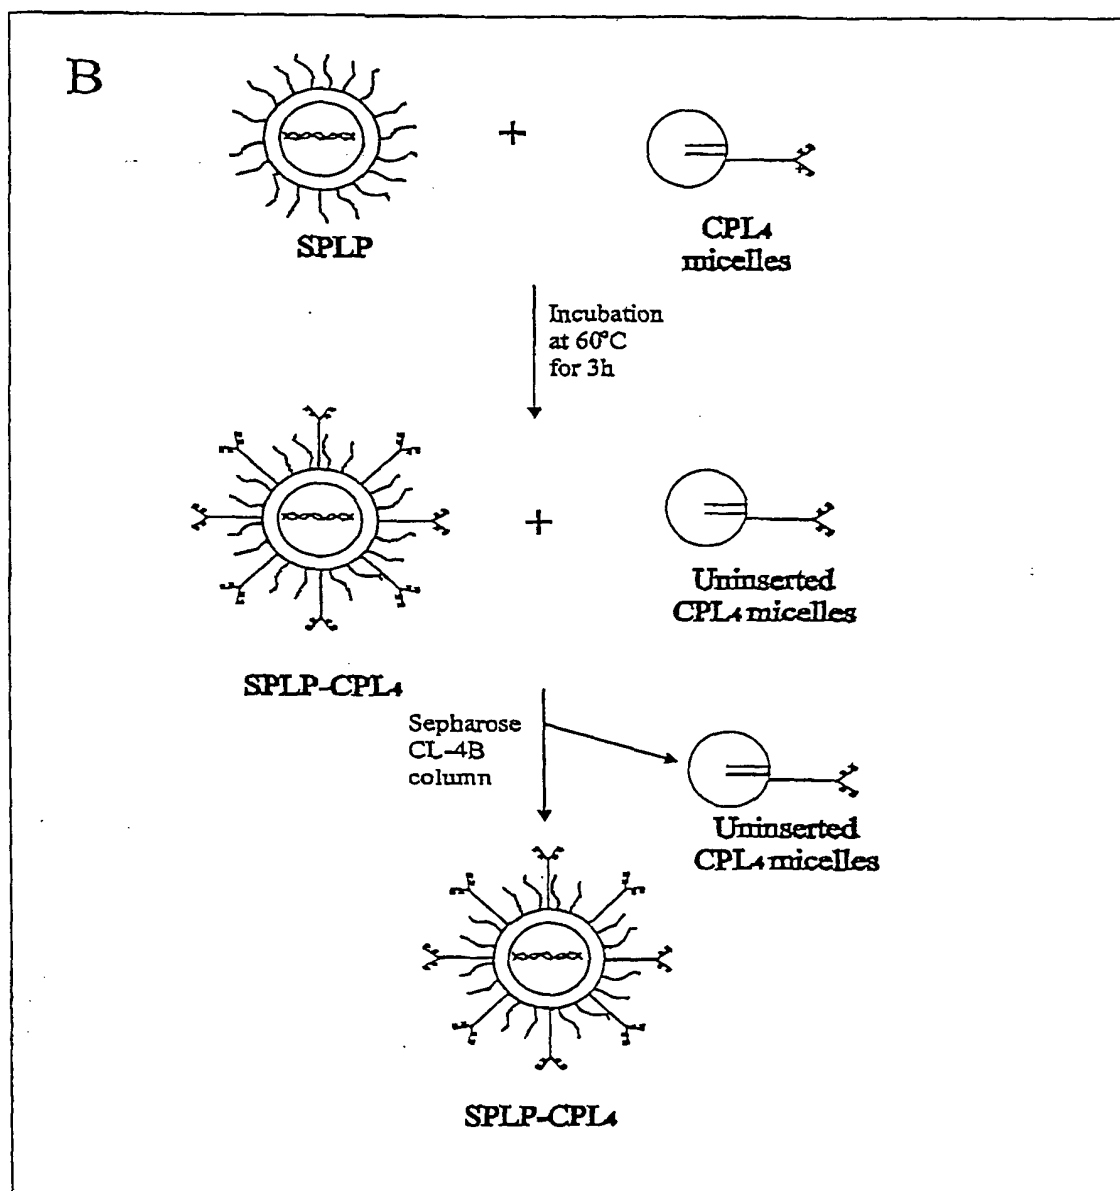 B
+
SPLP
CPL4
micelles
Incubation
at 60°C
for 3h
+
Uninserted
CPL4 micelles
SPLP-CPL4
Sepharose
CL-4B
column
Uninserted
CPL4 micelles
SPLP-CPL4